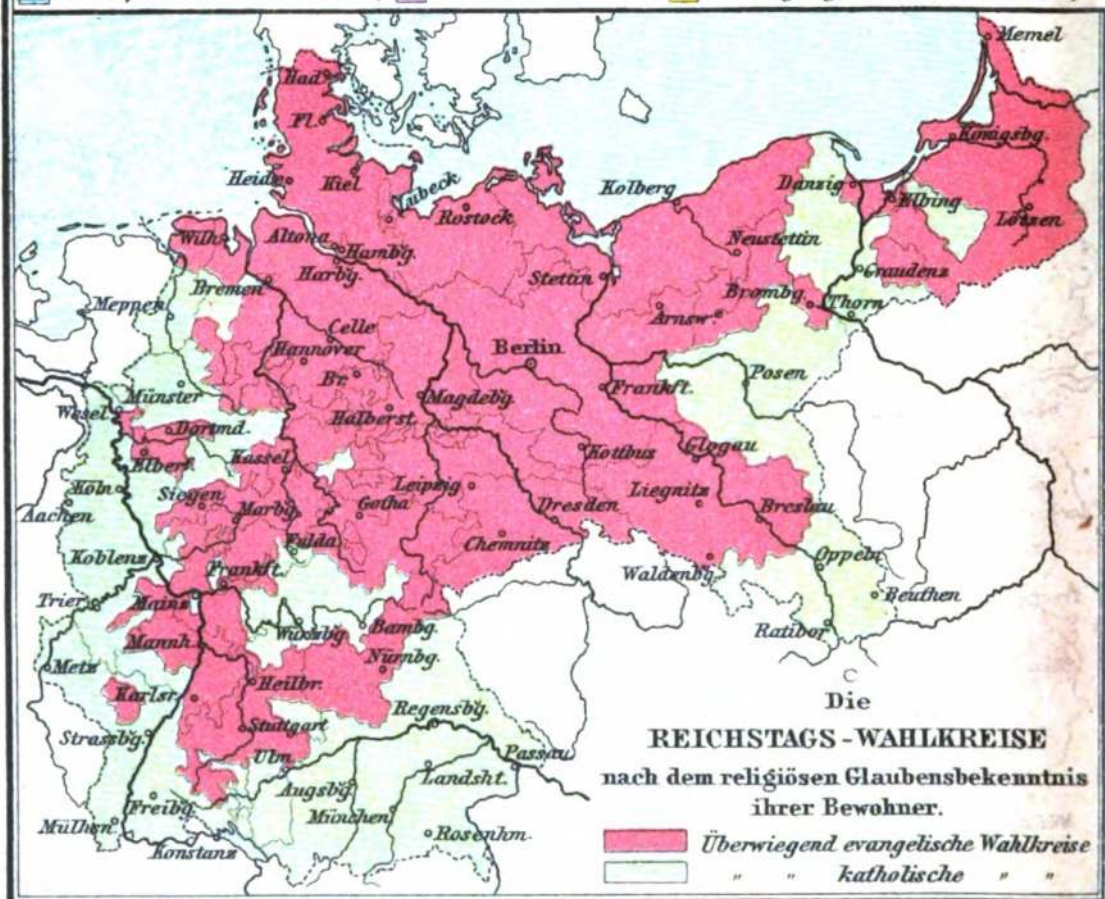 Memel
Had.
Fl.
Königsbg.
Heide
Kiel
Lübeck
Rostock
Kolberg
Danzig
Elbing
Lötzen
Wilh.
Altona
Hambg.
Neustettin
Harbg.
Stettin
Graudenz
Bremen
Brombg.
Thorn
Meppen
Arnsw.
Celle
Hannover
Berlin
Br.
Posen
Münster
Magdebg.
Frankft.
Wesel
Halberst.
Dortmd.
Glogau
Elberf.
Kassel
Kottbus
Köln
Siegen
Leipzig
Liegnitz
Aachen
Marbg.
Gotha
Dresden
Breslau
Koblenz
Fulda
Chemnitz
Oppeln
Frankft.
Waldenbg.
Trier
Mainz
Beuthen
Würzbg.
Bambg.
Ratibor
Mannh.
Metz
Nürnbg.
Heilbr.
Karlsr.
Regensbg.
Strassbg.
Stuttgart
Ulm
Passau
Landsht.
Augsbg.
Freibg.
München
Mülhsn.
Rosenhm.
Konstanz
Die
REICHSTAGS-WAHLKREISE
nach dem religiösen Glaubensbekenntnis
ihrer Bewohner.
Überwiegend evangelische Wahlkreise
" " katholische " "